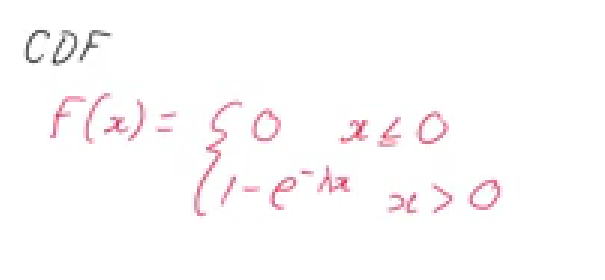 CDF
F(x) = { 0 x ≤ 0
{ 1 - e^{-λx} x > 0